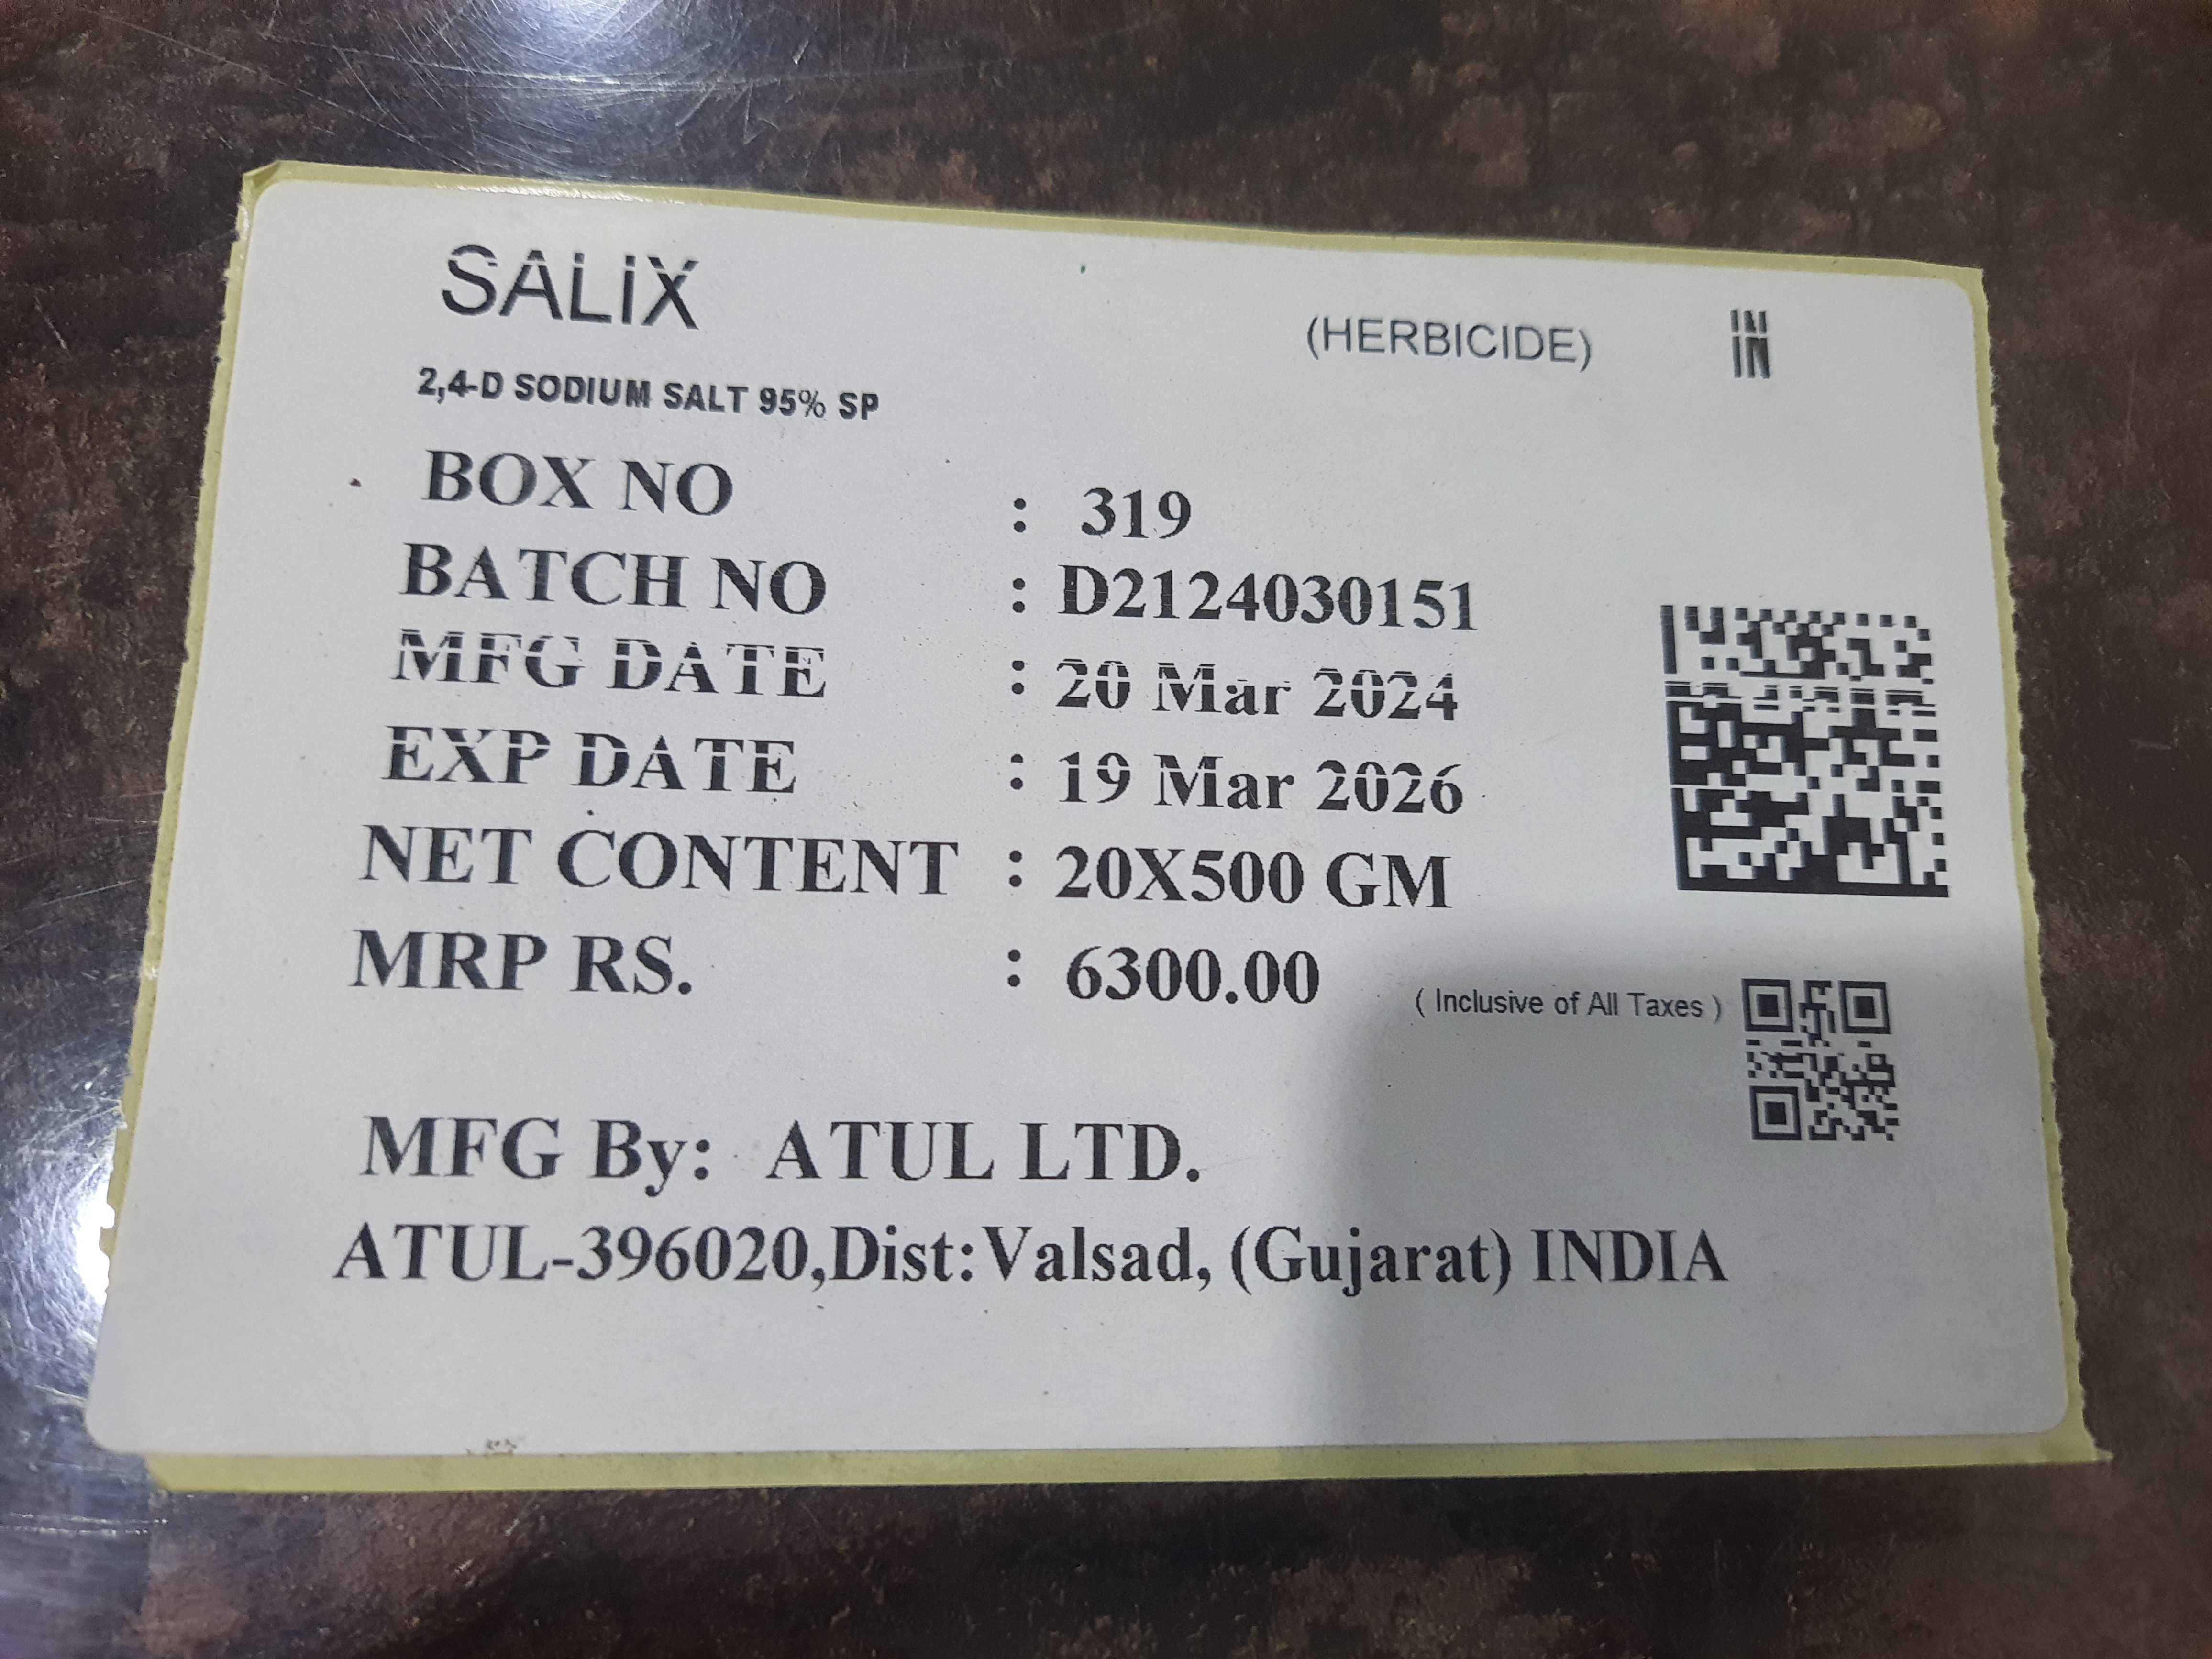 SALiX
(HERBICIDE)
IN
2,4-D SODIUM SALT 95% SP
BOX NO : 319
BATCH NO : D2124030151
MFG DATE : 20 Mar 2024
EXP DATE : 19 Mar 2026
NET CONTENT : 20X500 GM
MRP RS. : 6300.00 ( Inclusive of All Taxes )
MFG By: ATUL LTD.
ATUL-396020,Dist:Valsad, (Gujarat) INDIA